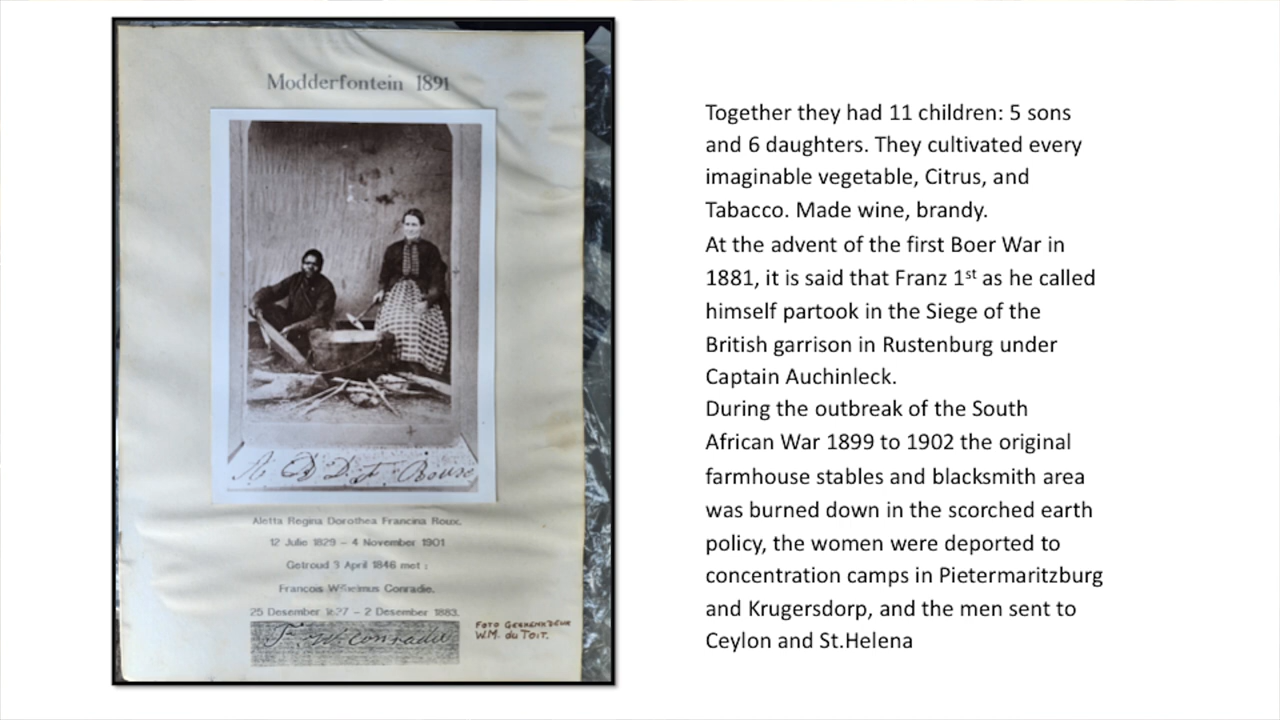 Modderfontein 1891
Aletta Regina Dorothea Francina Roux.
12 Julie 1829 - 4 November 1901
Getroud 3 April 1846 met :
Francois Wilhelmus Conradie.
25 Desember 1827 - 2 Desember 1883.
F. W. Conradie
FOTO GESKENK DEUR
W.M. du TOIT.
Together they had 11 children: 5 sons
and 6 daughters. They cultivated every
imaginable vegetable, Citrus, and
Tabacco. Made wine, brandy.
At the advent of the first Boer War in
1881, it is said that Franz 1st as he called
himself partook in the Siege of the
British garrison in Rustenburg under
Captain Auchinleck.
During the outbreak of the South
African War 1899 to 1902 the original
farmhouse stables and blacksmith area
was burned down in the scorched earth
policy, the women were deported to
concentration camps in Pietermaritzburg
and Krugersdorp, and the men sent to
Ceylon and St.Helena